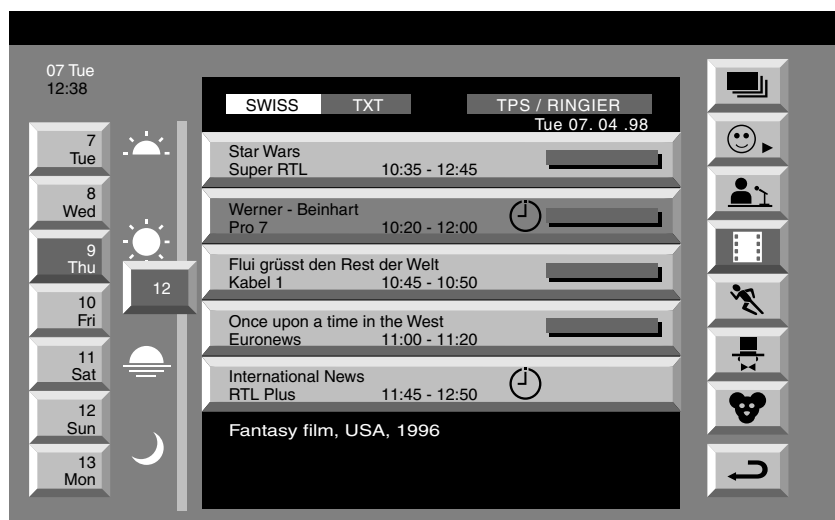 07 Tue
12:38
SWISS TXT TPS / RINGIER
Tue 07. 04 .98
7
Tue
8
Wed
9
Thu
10
Fri
11
Sat
12
Sun
13
Mon
12
Star Wars
Super RTL 10:35 - 12:45
Werner - Beinhart
Pro 7 10:20 - 12:00
Flui grüsst den Rest der Welt
Kabel 1 10:45 - 10:50
Once upon a time in the West
Euronews 11:00 - 11:20
International News
RTL Plus 11:45 - 12:50
Fantasy film, USA, 1996